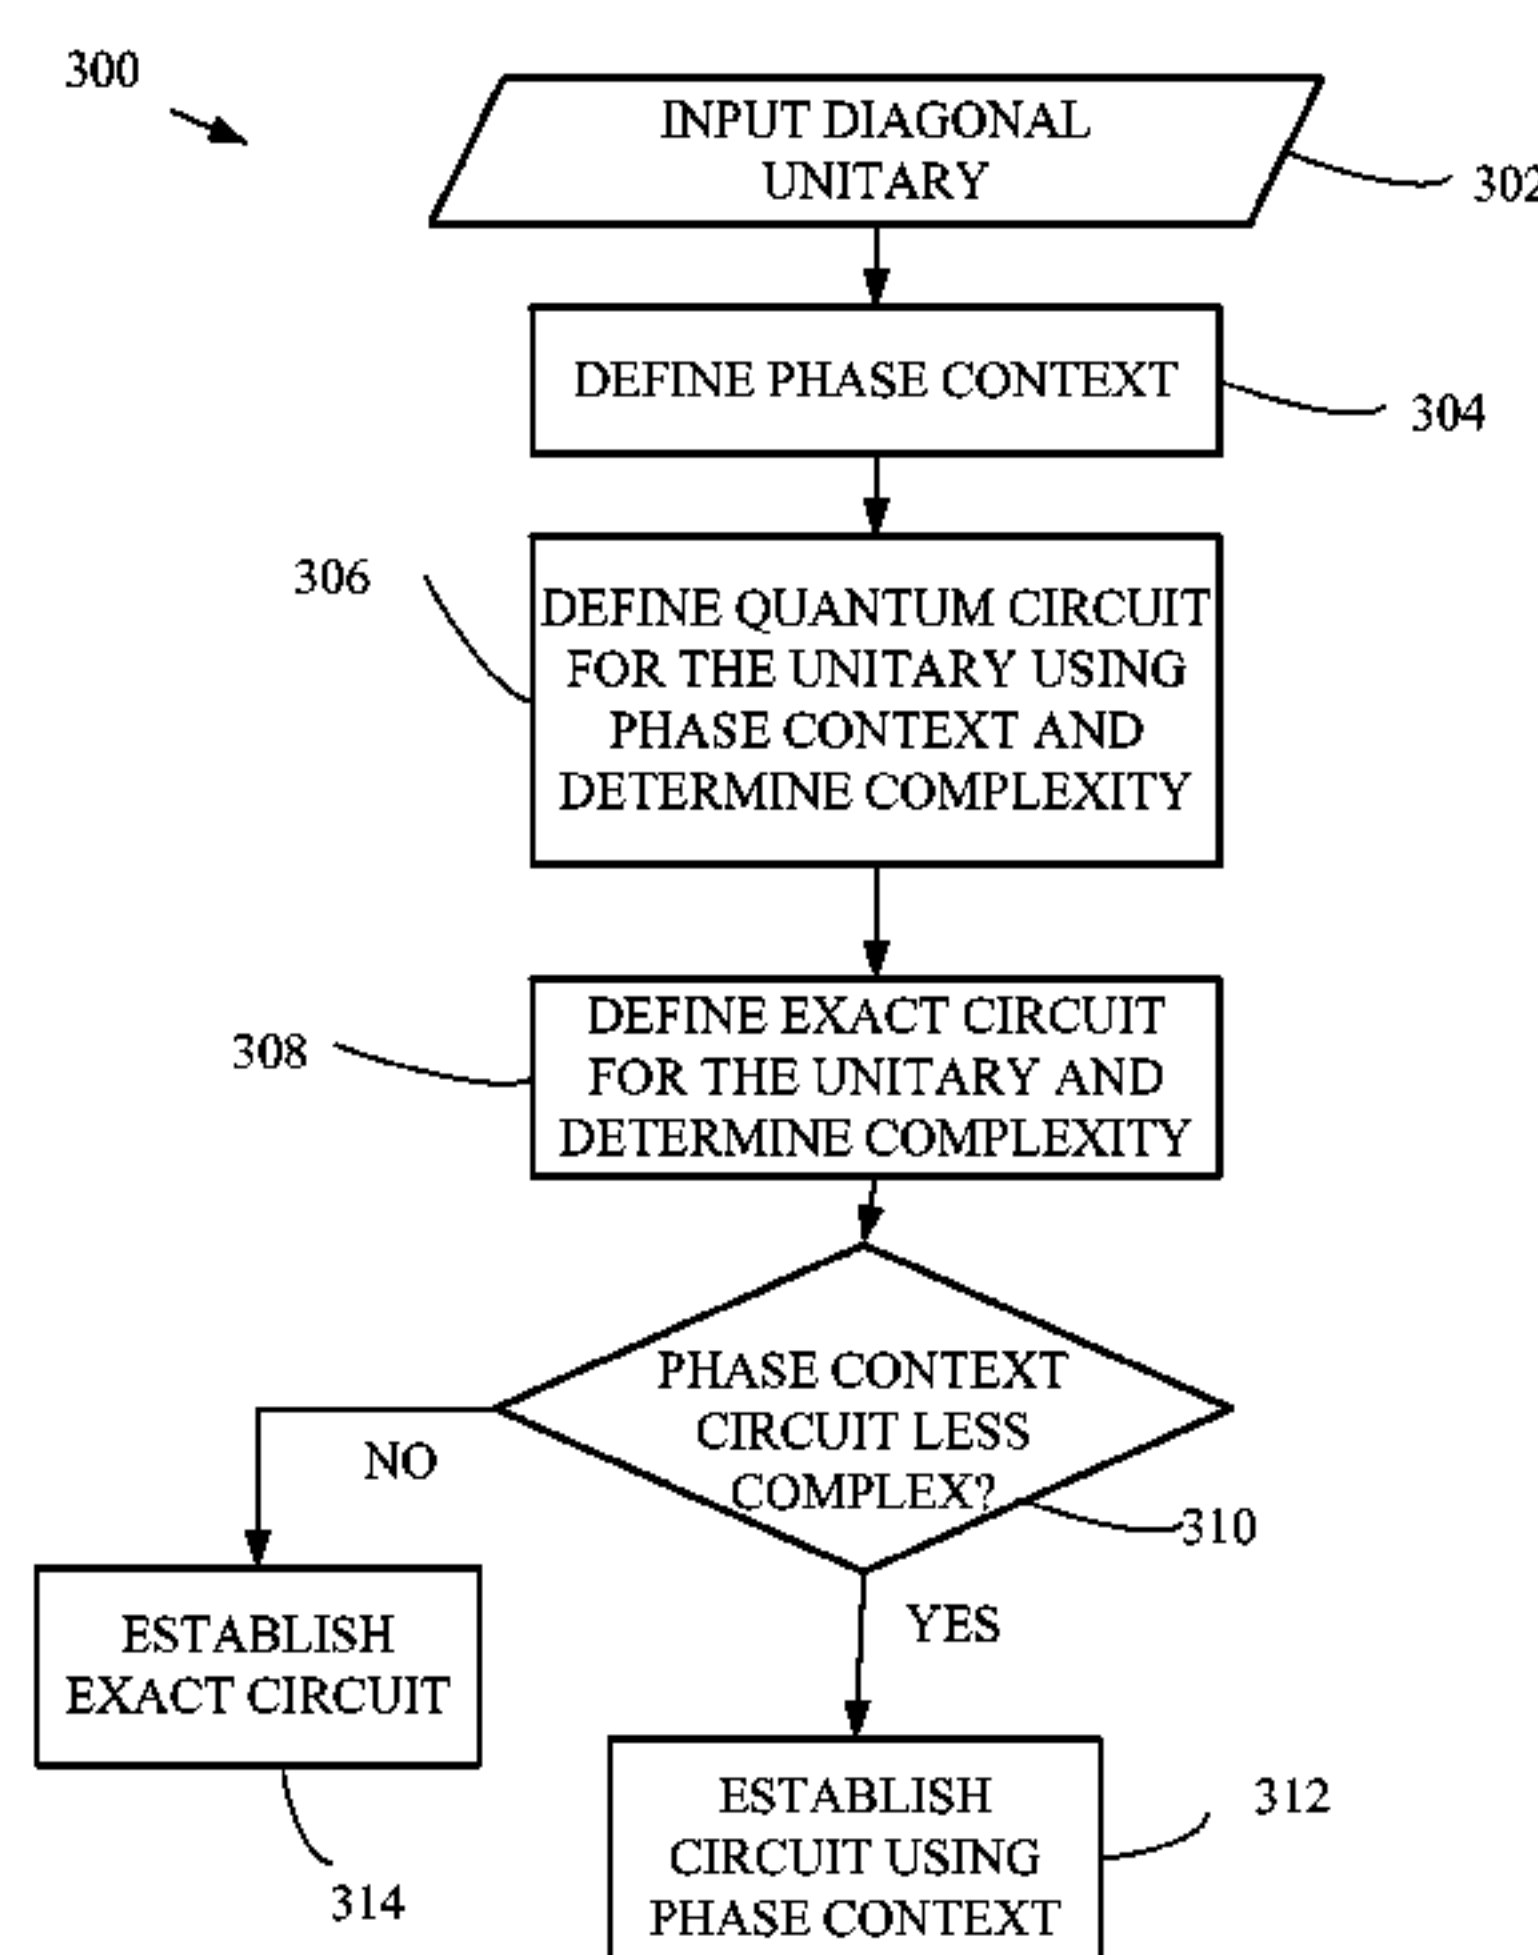 300
INPUT DIAGONAL
UNITARY
302
DEFINE PHASE CONTEXT
304
306
DEFINE QUANTUM CIRCUIT
FOR THE UNITARY USING
PHASE CONTEXT AND
DETERMINE COMPLEXITY
308
DEFINE EXACT CIRCUIT
FOR THE UNITARY AND
DETERMINE COMPLEXITY
PHASE CONTEXT
CIRCUIT LESS
COMPLEX?
310
NO
YES
ESTABLISH
EXACT CIRCUIT
314
ESTABLISH
CIRCUIT USING
PHASE CONTEXT
312